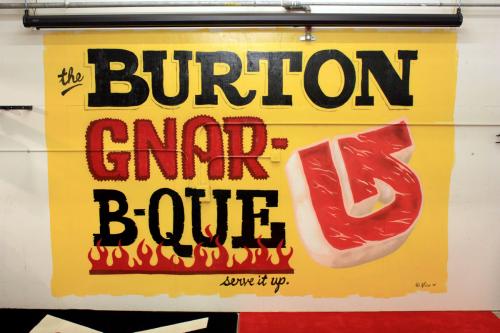 the BURTON
GNAR-
B-QUE
serve it up.